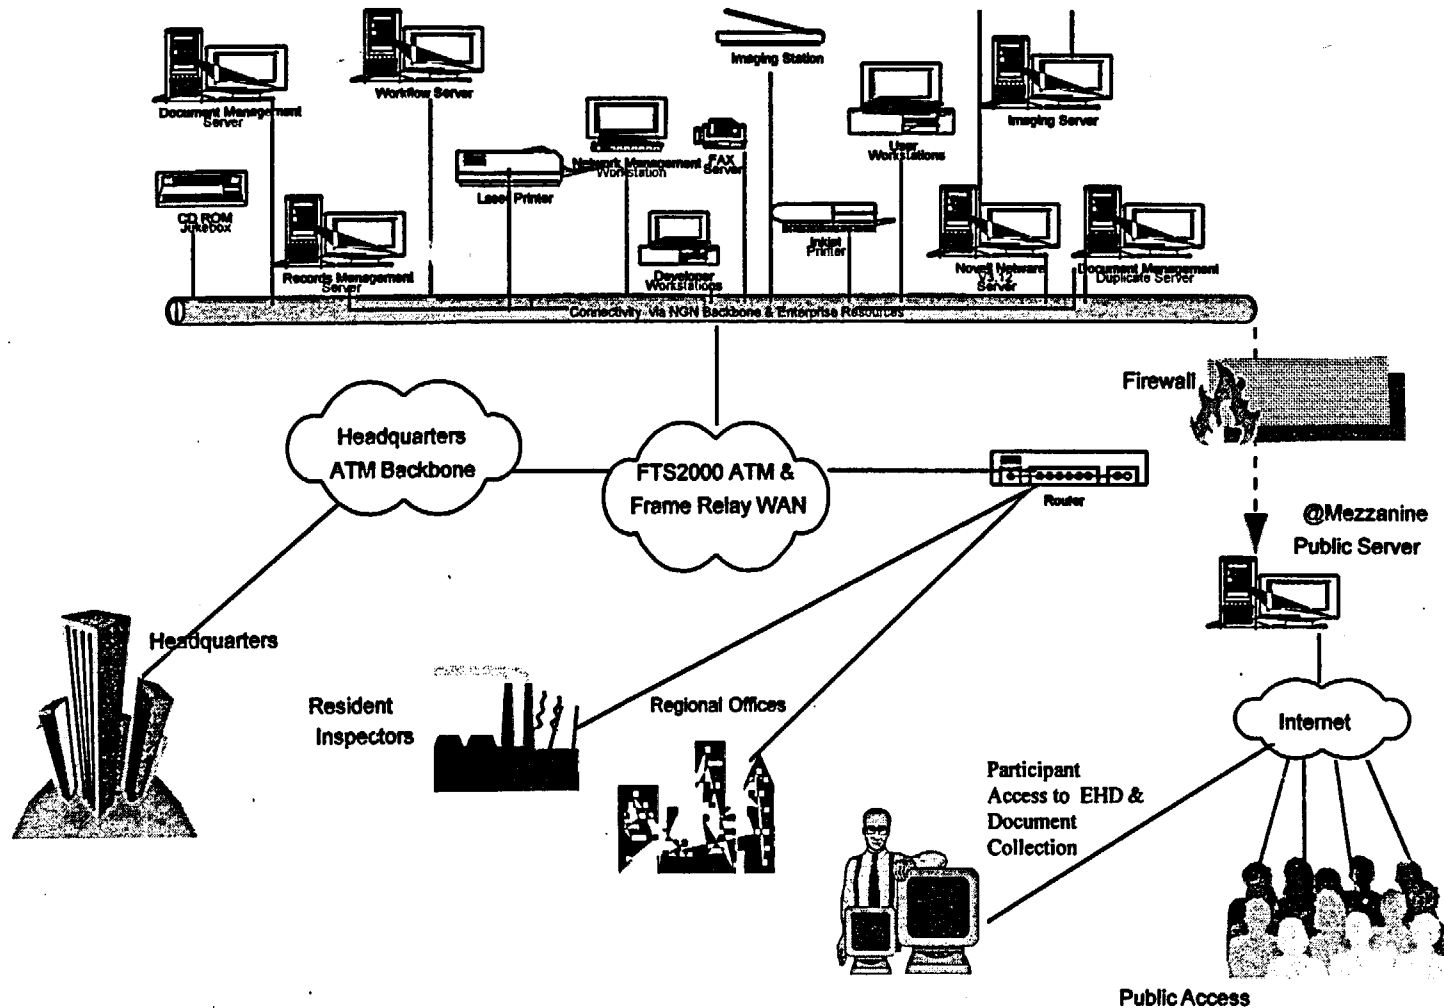 Imaging Station
Workflow Server
Document Management
Server
Imaging Server
User
Workstations
Network Management
Workstation
FAX
Server
Laser Printer
CD ROM
Jukebox
Inkjet
Printer
Records Management
Server
Developer
Workstations
Novell Netware
V3.12
Server
Document Management
Duplicate Server
Connectivity via NGN Backbone & Enterprise Resources
Firewall
Headquarters
ATM Backbone
FTS2000 ATM &
Frame Relay WAN
Router
@Mezzanine
Public Server
Headquarters
Resident
Inspectors
Regional Offices
Internet
Participant
Access to EHD &
Document
Collection
Public Access